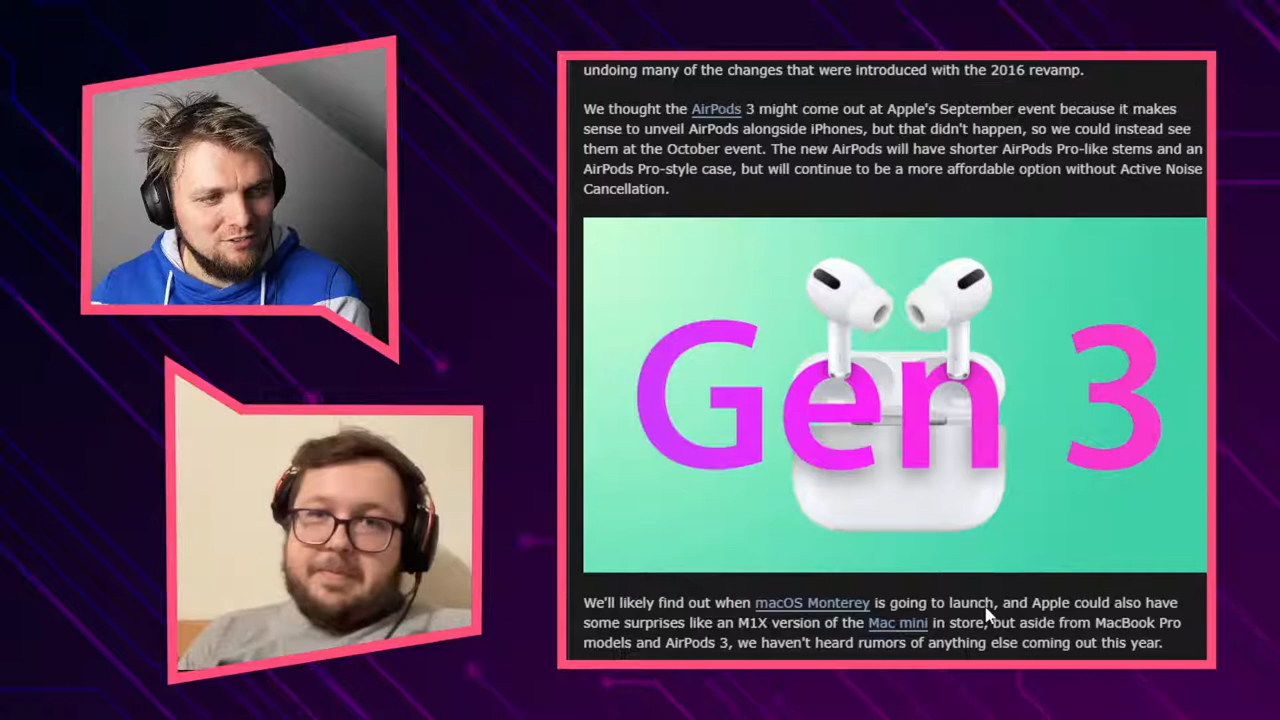 undoing many of the changes that were introduced with the 2016 revamp.
We thought the AirPods 3 might come out at Apple's September event because it makes
sense to unveil AirPods alongside iPhones, but that didn't happen, so we could instead see
them at the October event. The new AirPods will have shorter AirPods Pro-like stems and an
AirPods Pro-style case, but will continue to be a more affordable option without Active Noise
Cancellation.
Gen 3
We'll likely find out when macOS Monterey is going to launch, and Apple could also have
some surprises like an M1X version of the Mac mini in store, but aside from MacBook Pro
models and AirPods 3, we haven't heard rumors of anything else coming out this year.